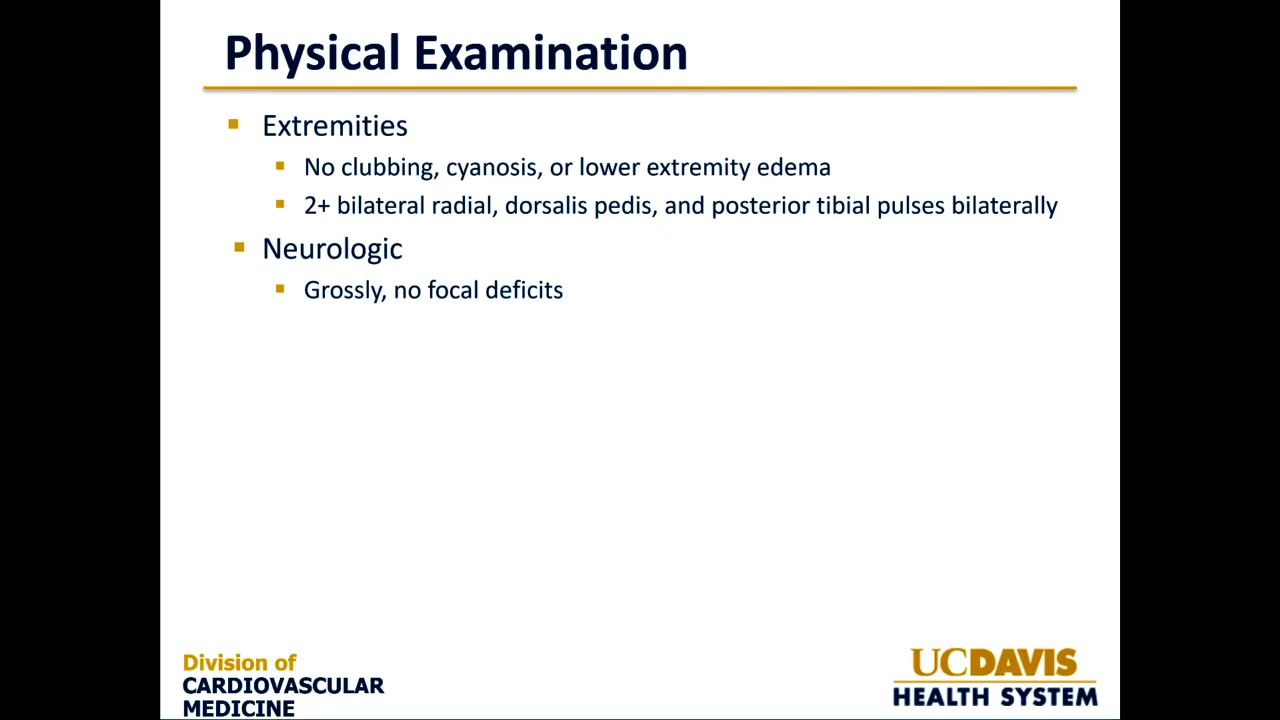 Physical Examination
Extremities
No clubbing, cyanosis, or lower extremity edema
2+ bilateral radial, dorsalis pedis, and posterior tibial pulses bilaterally
Neurologic
Grossly, no focal deficits
Division of
CARDIOVASCULAR
MEDICINE
UCDAVIS
HEALTH SYSTEM